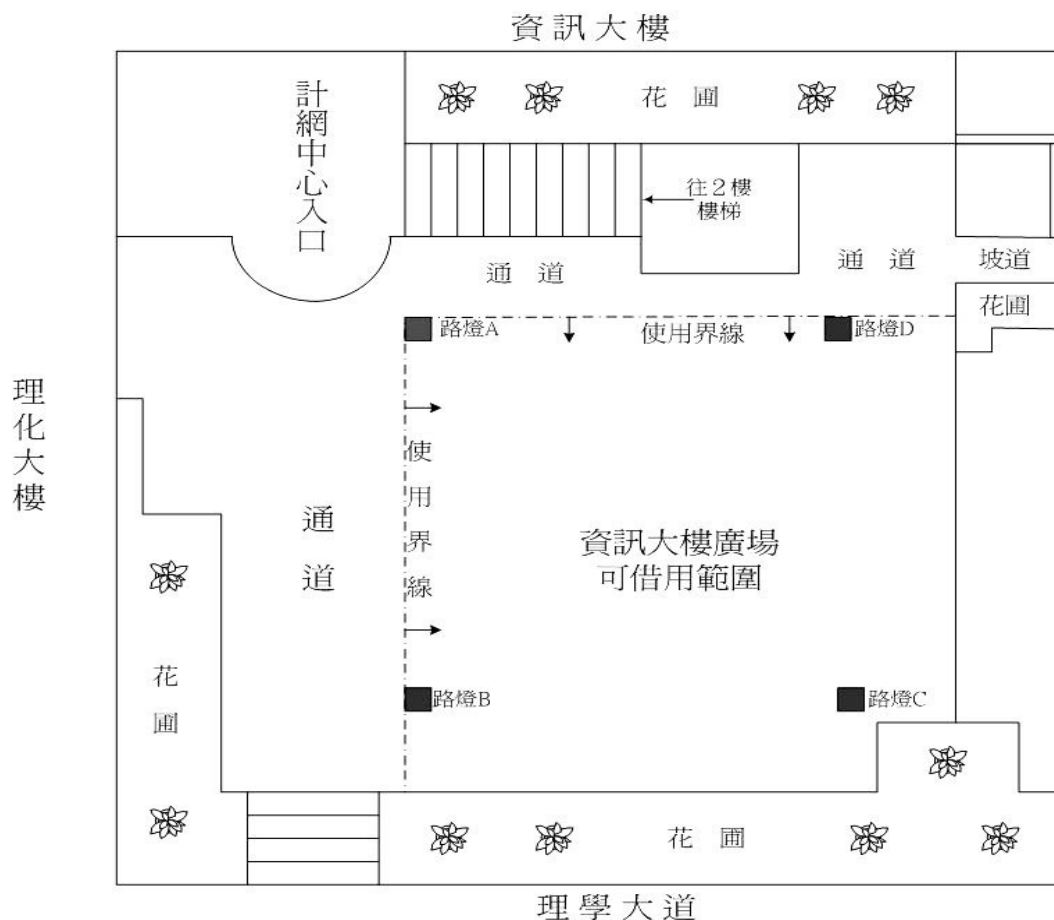 資訊大樓
計網中心入口
花圃
往２樓
樓梯
通道
通道
坡道
花圃
路燈A
使用界線
路燈D
理化大樓
使用界線
通道
資訊大樓廣場
可借用範圍
花圃
路燈B
路燈C
花圃
理學大道